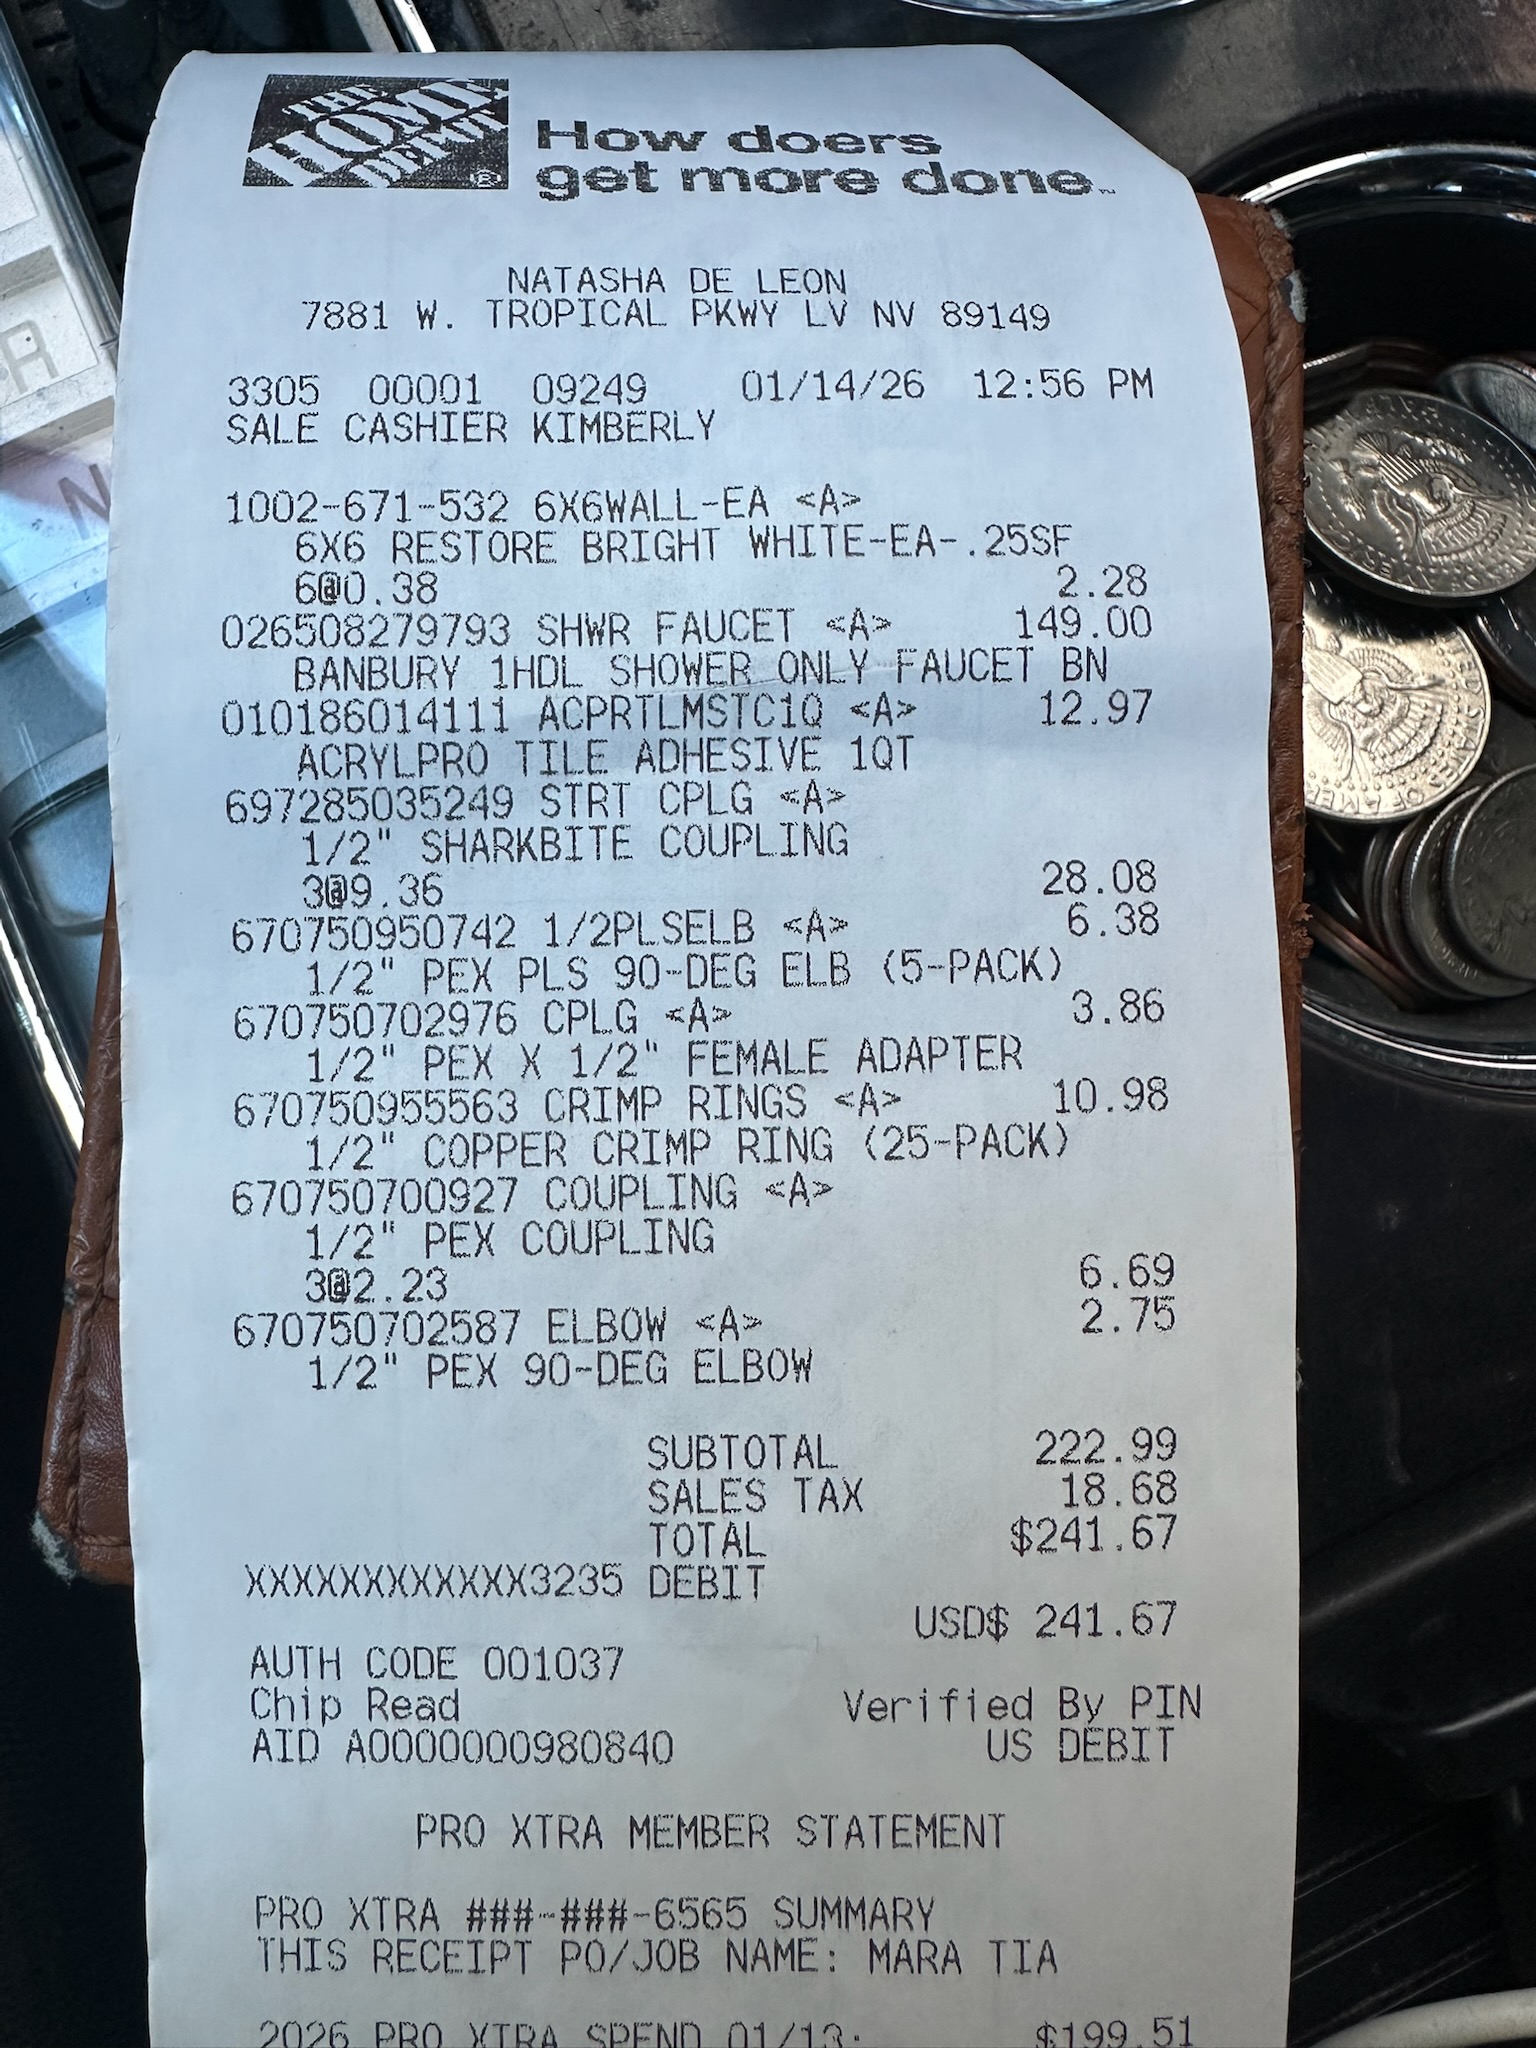 THE
HOME
DEPOT
How doers
get more done™
NATASHA DE LEON
7881 W. TROPICAL PKWY LV NV 89149
3305 00001 09249 01/14/26 12:56 PM
SALE CASHIER KIMBERLY
1002-671-532 6X6WALL-EA <A>
6X6 RESTORE BRIGHT WHITE-EA-.25SF
6@0.38 2.28
026508279793 SHWR FAUCET <A> 149.00
BANBURY 1HDL SHOWER ONLY FAUCET BN
010186014111 ACPRTLMSTC1Q <A> 12.97
ACRYLPRO TILE ADHESIVE 1QT
697285035249 STRT CPLG <A>
1/2" SHARKBITE COUPLING
3@9.36 28.08
670750950742 1/2PLSELB <A> 6.38
1/2" PEX PLS 90-DEG ELB (5-PACK)
670750702976 CPLG <A> 3.86
1/2" PEX X 1/2" FEMALE ADAPTER
670750955563 CRIMP RINGS <A> 10.98
1/2" COPPER CRIMP RING (25-PACK)
670750700927 COUPLING <A>
1/2" PEX COUPLING
3@2.23 6.69
670750702587 ELBOW <A> 2.75
1/2" PEX 90-DEG ELBOW
SUBTOTAL 222.99
SALES TAX 18.68
TOTAL $241.67
XXXXXXXXXXXX3235 DEBIT
USD$ 241.67
AUTH CODE 001037
Chip Read Verified By PIN
AID A0000000980840 US DEBIT
PRO XTRA MEMBER STATEMENT
PRO XTRA ###-###-6565 SUMMARY
THIS RECEIPT PO/JOB NAME: MARA TIA
2026 PRO XTRA SPEND 01/13: $199.51